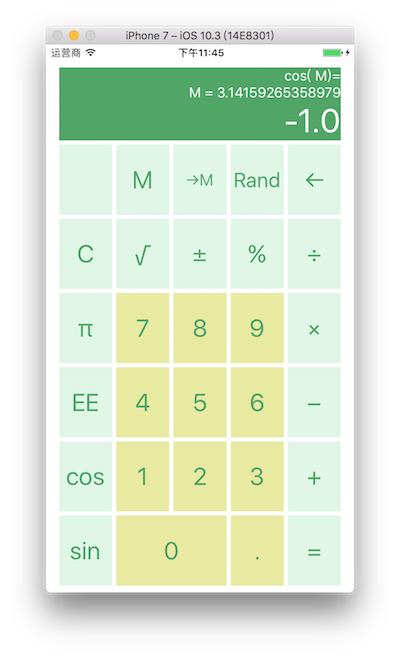 iPhone 7 – iOS 10.3 (14E8301)
运营商 下午11:45
cos( M)=
M = 3.14159265358979
-1.0
M →M Rand ←
C √ ± % ÷
π 7 8 9 ×
EE 4 5 6 −
cos 1 2 3 +
sin 0 . =